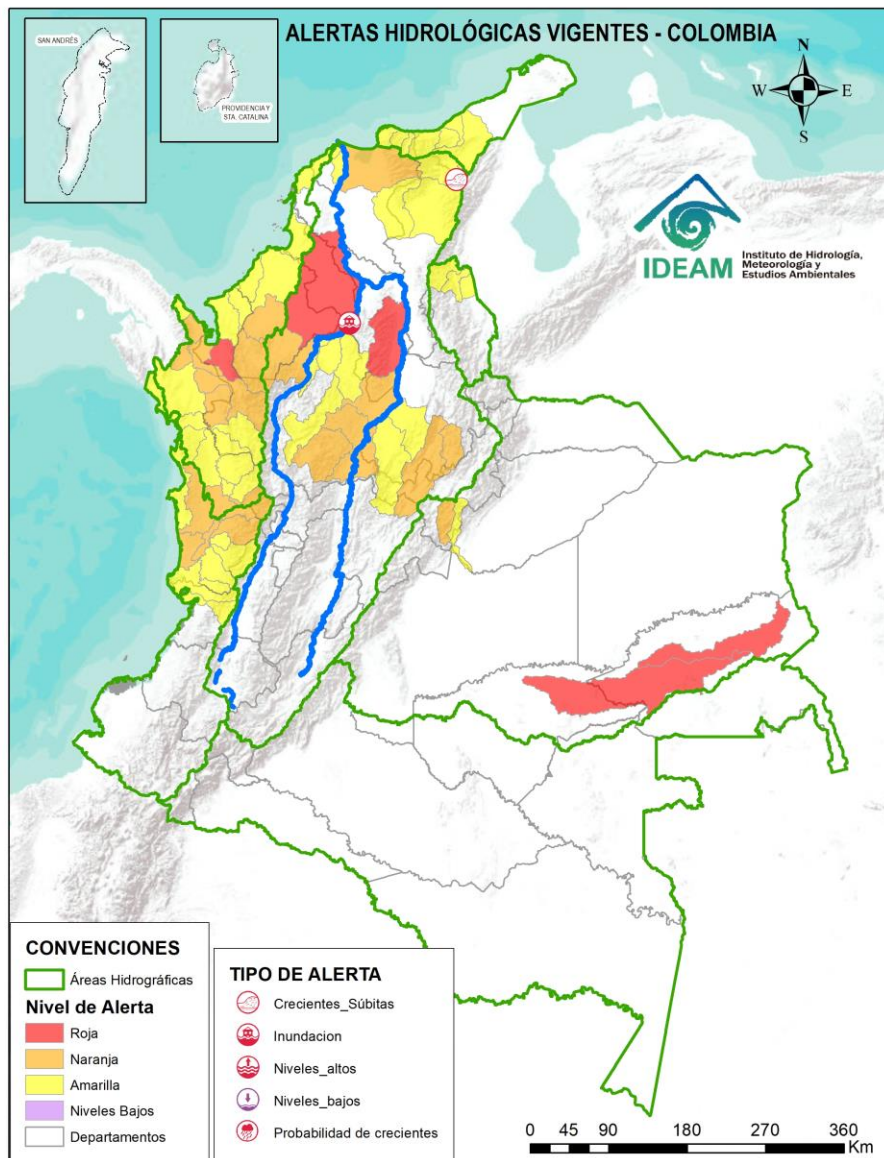 ALERTAS HIDROLÓGICAS VIGENTES - COLOMBIA
SAN ANDRÉS
PROVIDENCIA Y
STA. CATALINA
N
W
E
S
IDEAM
Instituto de Hidrología,
Meteorología y
Estudios Ambientales
CONVENCIONES
Áreas Hidrográficas
Nivel de Alerta
Roja
Naranja
Amarilla
Niveles Bajos
Departamentos
TIPO DE ALERTA
Crecientes_Súbitas
Inundacion
Niveles_altos
Niveles_bajos
Probabilidad de crecientes
0 45 90 180 270 360
Km